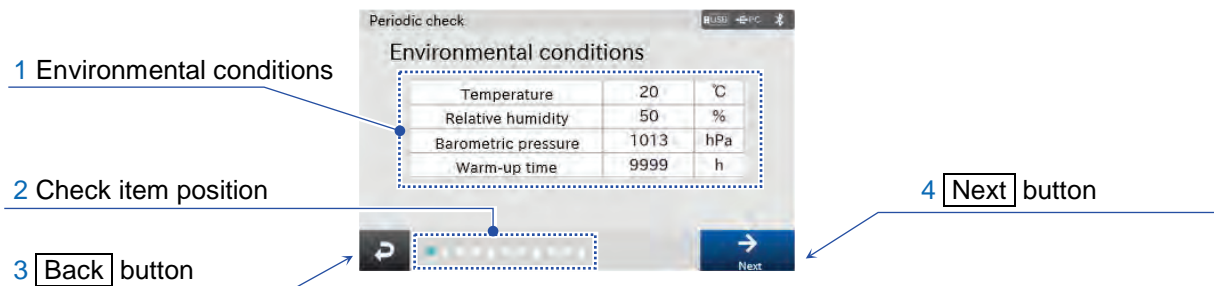 Periodic check
USB PC
Environmental conditions
1 Environmental conditions
Temperature 20 ℃
Relative humidity 50 %
Barometric pressure 1013 hPa
Warm-up time 9999 h
2 Check item position
4 Next button
Next
3 Back button